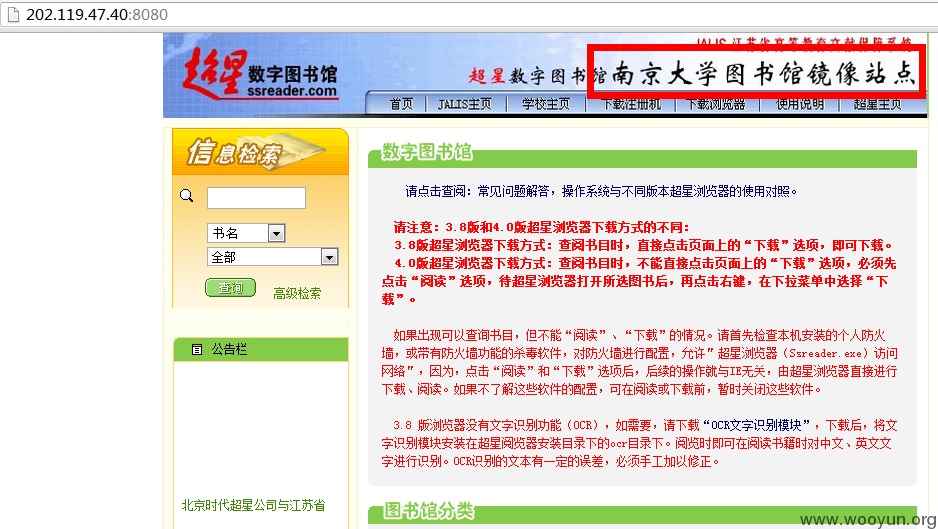 202.119.47.40:8080
JALIS 江苏省高等教育文献保障系统
超星数字图书馆
ssreader.com
超星数字图书馆南京大学图书馆镜像站点
首页 JALIS主页 学校主页 下载注册机 下载浏览器 使用说明 超星主页
信息检索
书名
全部
查询 高级检索
公告栏
北京时代超星公司与江苏省
数字图书馆
请点击查阅：常见问题解答，操作系统与不同版本超星浏览器的使用对照。
请注意：3.8版和4.0版超星浏览器下载方式的不同：
3.8版超星浏览器下载方式：查阅书目时，直接点击页面上的“下载”选项，即可下载。
4.0版超星浏览器下载方式：查阅书目时，不能直接点击页面上的“下载”选项，必须先
点击“阅读”选项，待超星浏览器打开所选图书后，再点击右键，在下拉菜单中选择“下
载”。
如果出现可以查询书目，但不能“阅读”、“下载”的情况。请首先检查本机安装的个人防火
墙，或带有防火墙功能的杀毒软件，对防火墙进行配置，允许”超星浏览器（Ssreader.exe）访问
网络”，因为，点击“阅读”和“下载”选项后，后续的操作就与IE无关，由超星浏览器直接进行
下载、阅读。如果不了解这些软件的配置，可在阅读或下载前，暂时关闭这些软件。
3.8 版浏览器没有文字识别功能（OCR），如需要，请下载“OCR文字识别模块”，下载后，将文
字识别模块安装在超星阅览器安装目录下的ocr目录下。阅览时即可在阅读书籍时对中文、英文文
字进行识别。OCR识别的文本有一定的误差，必须手工加以修正。
图书馆分类
www.wooyun.org